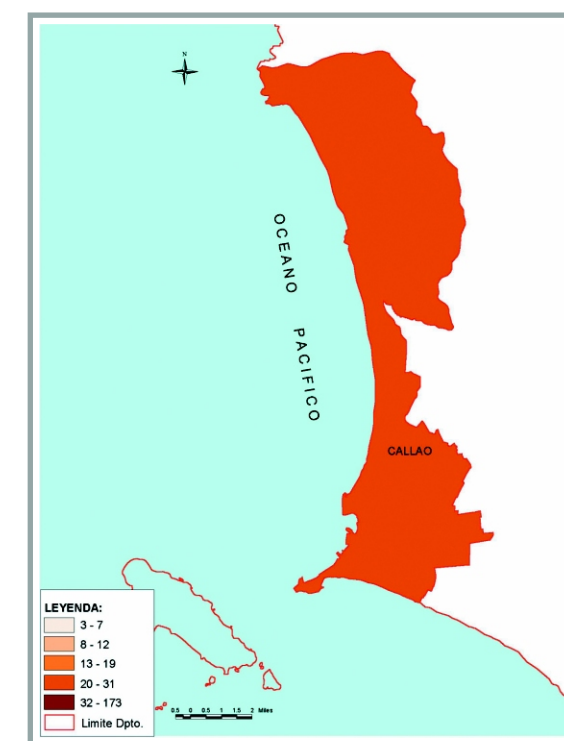 N
OCEANO PACIFICO
CALLAO
LEYENDA:
3 - 7
8 - 12
13 - 19
20 - 31
32 - 173
Limite Dpto.
0.5 0 0.5 1 1.5 2 Miles